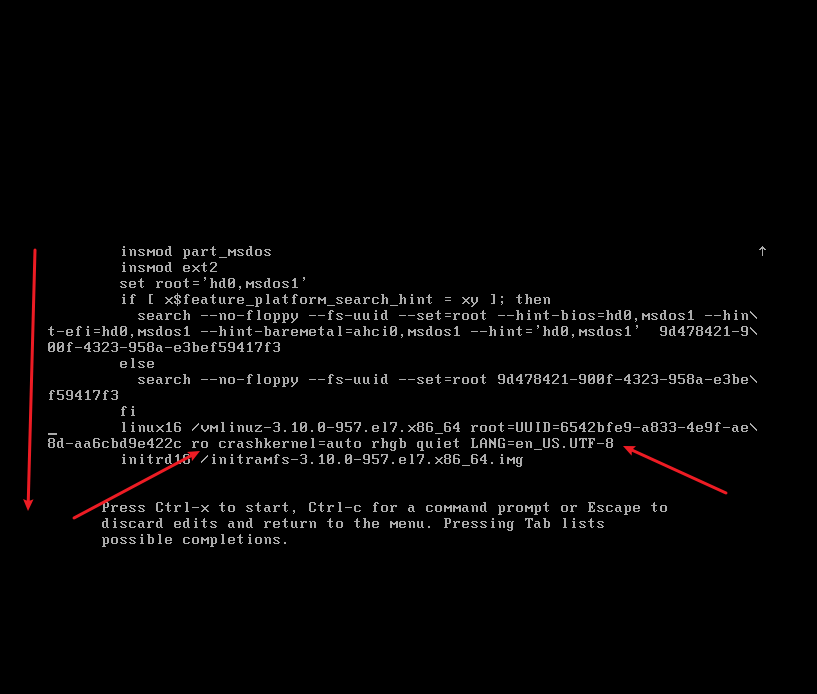 insmod part_msdos
insmod ext2
set root='hd0,msdos1'
if [ x$feature_platform_search_hint = xy ]; then
search --no-floppy --fs-uuid --set=root --hint-bios=hd0,msdos1 --hin\
t-efi=hd0,msdos1 --hint-baremetal=ahci0,msdos1 --hint='hd0,msdos1'  9d478421-9\
00f-4323-958a-e3bef59417f3
else
search --no-floppy --fs-uuid --set=root 9d478421-900f-4323-958a-e3be\
f59417f3
fi
linux16 /vmlinuz-3.10.0-957.el7.x86_64 root=UUID=6542bfe9-a833-4e9f-ae\
8d-aa6cbd9e422c ro crashkernel=auto rhgb quiet LANG=en_US.UTF-8
initrd16 /initramfs-3.10.0-957.el7.x86_64.img
Press Ctrl-x to start, Ctrl-c for a command prompt or Escape to
discard edits and return to the menu. Pressing Tab lists
possible completions.